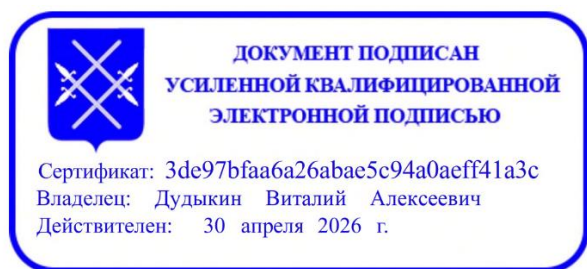 ДОКУМЕНТ ПОДПИСАН
УСИЛЕННОЙ КВАЛИФИЦИРОВАННОЙ
ЭЛЕКТРОННОЙ ПОДПИСЬЮ
Сертификат: 3de97bfaa6a26abae5c94a0aeff41a3c
Владелец: Дудыкин Виталий Алексеевич
Действителен: 30 апреля 2026 г.